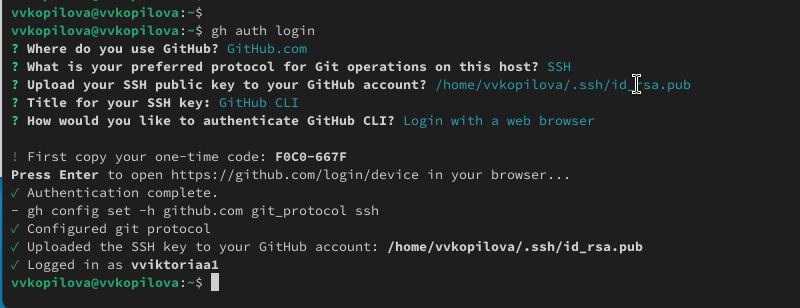 vvkopilova@vvkopilova:~$
vvkopilova@vvkopilova:~$ gh auth login
? Where do you use GitHub? GitHub.com
? What is your preferred protocol for Git operations on this host? SSH
? Upload your SSH public key to your GitHub account? /home/vvkopilova/.ssh/id_rsa.pub
? Title for your SSH key: GitHub CLI
? How would you like to authenticate GitHub CLI? Login with a web browser
! First copy your one-time code: F0C0-667F
Press Enter to open https://github.com/login/device in your browser...
✓ Authentication complete.
- gh config set -h github.com git_protocol ssh
✓ Configured git protocol
✓ Uploaded the SSH key to your GitHub account: /home/vvkopilova/.ssh/id_rsa.pub
✓ Logged in as vviktoriaa1
vvkopilova@vvkopilova:~$